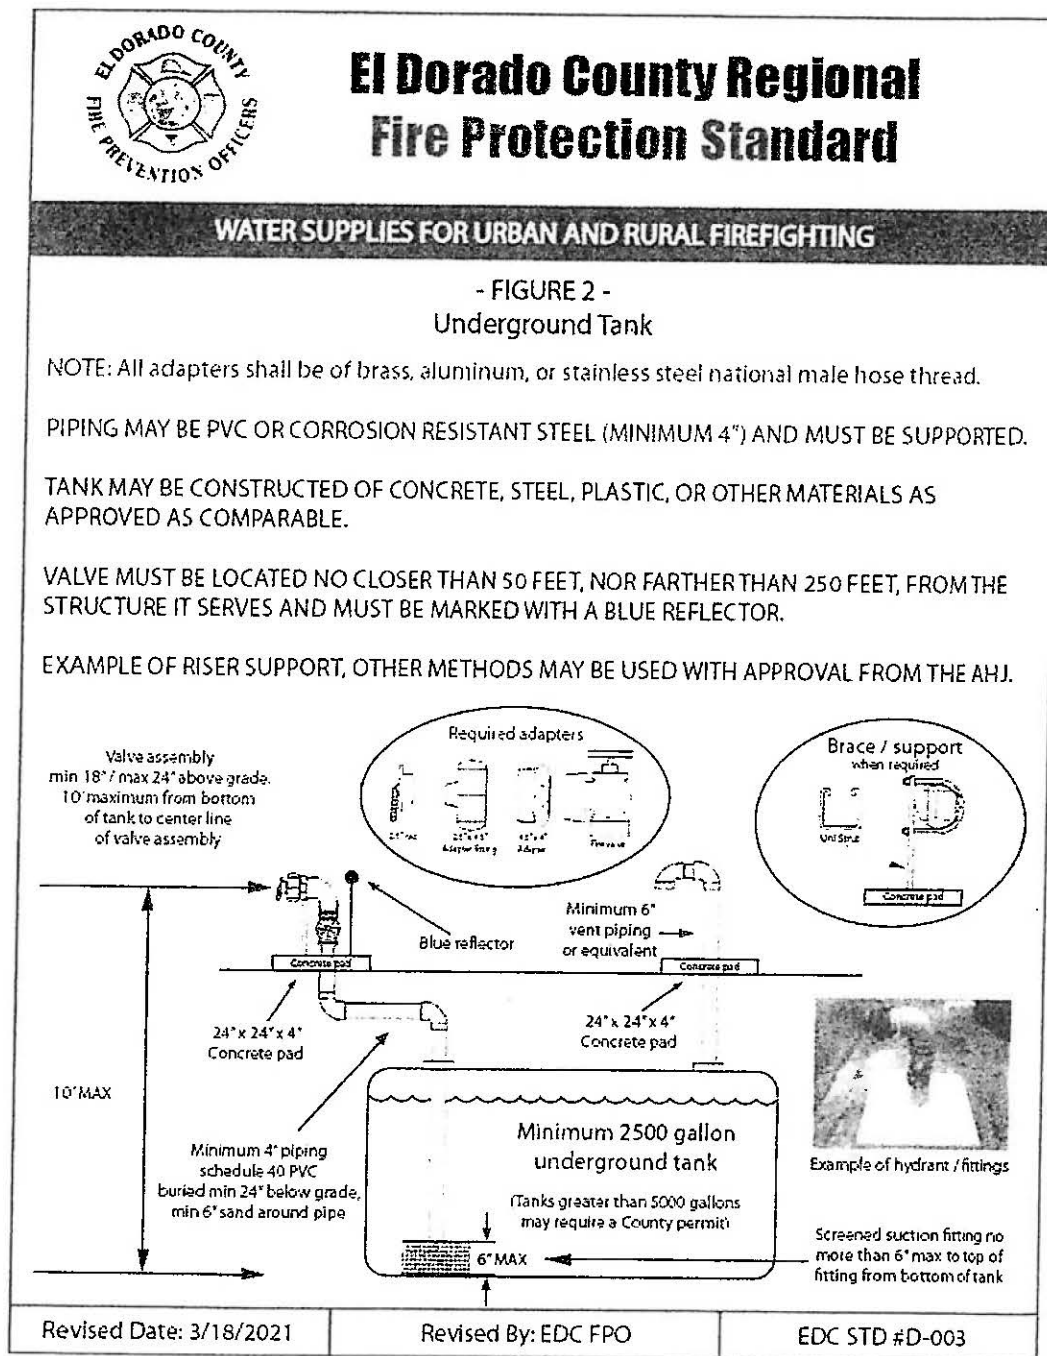 EL DORADO COUNTY
FIRE PREVENTION OFFICERS
El Dorado County Regional
Fire Protection Standard
WATER SUPPLIES FOR URBAN AND RURAL FIREFIGHTING
- FIGURE 2 -
Underground Tank
NOTE: All adapters shall be of brass, aluminum, or stainless steel national male hose thread.
PIPING MAY BE PVC OR CORROSION RESISTANT STEEL (MINIMUM 4") AND MUST BE SUPPORTED.
TANK MAY BE CONSTRUCTED OF CONCRETE, STEEL, PLASTIC, OR OTHER MATERIALS AS
APPROVED AS COMPARABLE.
VALVE MUST BE LOCATED NO CLOSER THAN 50 FEET, NOR FARTHER THAN 250 FEET, FROM THE
STRUCTURE IT SERVES AND MUST BE MARKED WITH A BLUE REFLECTOR.
EXAMPLE OF RISER SUPPORT, OTHER METHODS MAY BE USED WITH APPROVAL FROM THE AHJ.
Valve assembly
min 18" / max 24" above grade.
10' maximum from bottom
of tank to center line
of valve assembly
Required adapters
Adapter
Brace / support
when required
Concrete pad
Blue reflector
Minimum 6"
vent piping
or equivalent
Concrete pad
Concrete pad
24" x 24" x 4"
Concrete pad
24" x 24" x 4"
Concrete pad
10' MAX
Minimum 4" piping
schedule 40 PVC
buried min 24" below grade,
min 6" sand around pipe
Minimum 2500 gallon
underground tank
(Tanks greater than 5000 gallons
may require a County permit)
6" MAX
Example of hydrant / fittings
Screened suction fitting no
more than 6" max to top of
fitting from bottom of tank
Revised Date: 3/18/2021
Revised By: EDC FPO
EDC STD #D-003